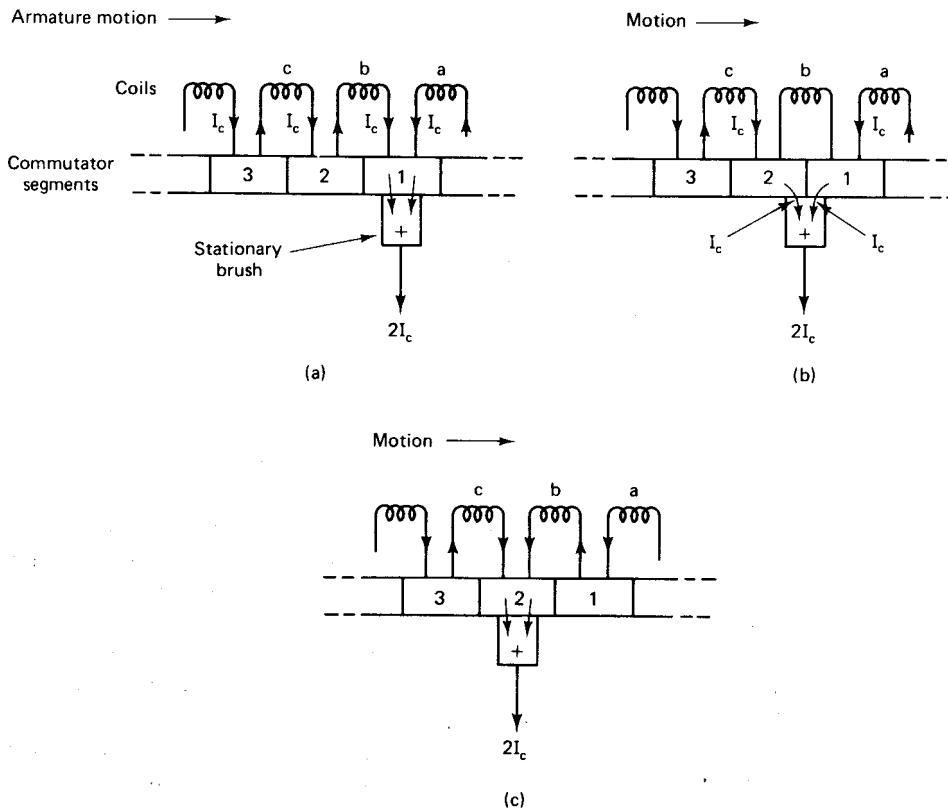 Armature motion
Coils
c b a
I_c I_c I_c I_c
Commutator segments
3 2 1
+
Stationary brush
2I_c
(a)
Motion
c b a
I_c I_c
3 2 1
+
I_c I_c
2I_c
(b)
Motion
c b a
3 2 1
+
2I_c
(c)